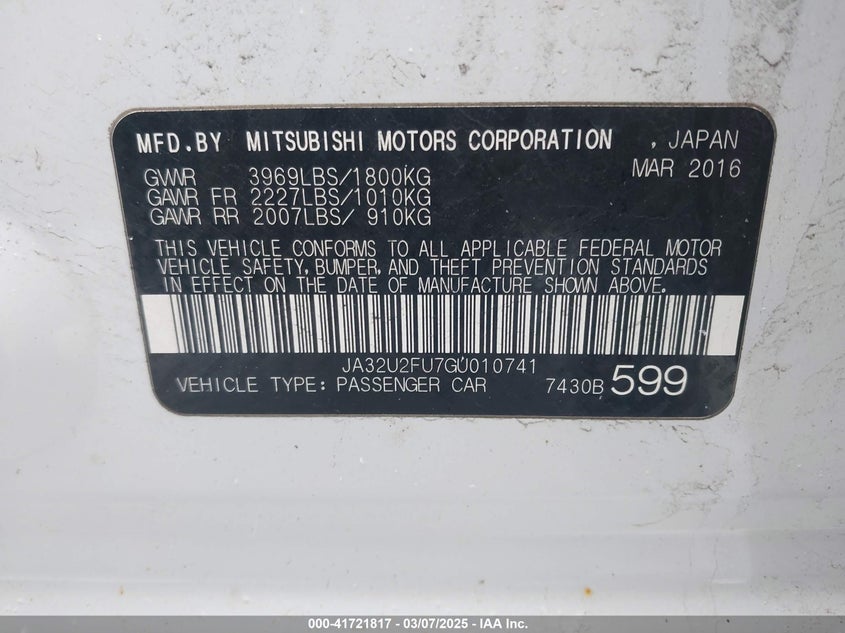 MFD.BY MITSUBISHI MOTORS CORPORATION , JAPAN
MAR 2016
GVWR 3969LBS/1800KG
GAWR FR 2227LBS/1010KG
GAWR RR 2007LBS/ 910KG
THIS VEHICLE CONFORMS TO ALL APPLICABLE FEDERAL MOTOR
VEHICLE SAFETY, BUMPER, AND THEFT PREVENTION STANDARDS
IN EFFECT ON THE DATE OF MANUFACTURE SHOWN ABOVE.
JA32U2FU7GU010741
VEHICLE TYPE: PASSENGER CAR 7430B 599
000-41721817 - 03/07/2025 - IAA Inc.